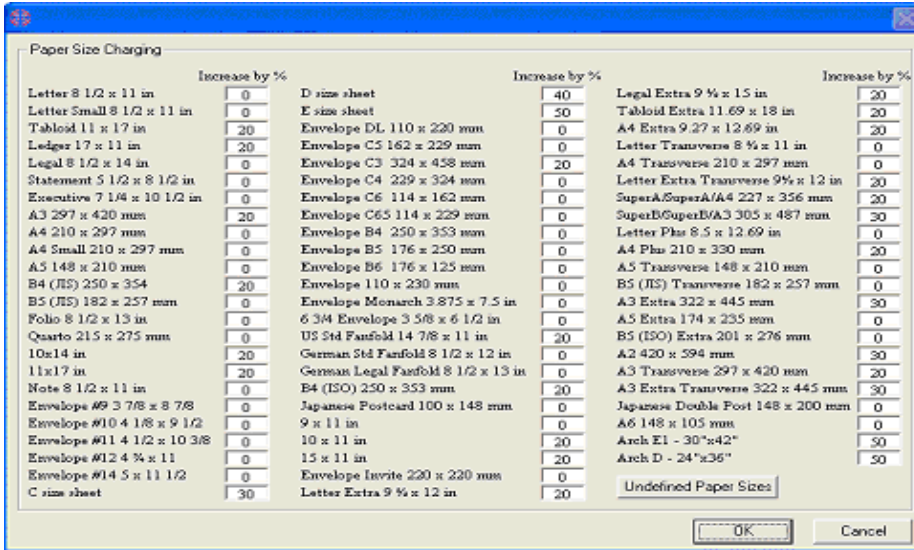 Paper Size Charging
Increase by %
Letter 8 1/2 x 11 in 0
Letter Small 8 1/2 x 11 in 0
Tabloid 11 x 17 in 20
Ledger 17 x 11 in 20
Legal 8 1/2 x 14 in 0
Statement 5 1/2 x 8 1/2 in 0
Executive 7 1/4 x 10 1/2 in 0
A3 297 x 420 mm 20
A4 210 x 297 mm 0
A4 Small 210 x 297 mm 0
A5 148 x 210 mm 0
B4 (JIS) 250 x 354 20
B5 (JIS) 182 x 257 mm 0
Folio 8 1/2 x 13 in 0
Quarto 215 x 275 mm 0
10x14 in 20
11x17 in 20
Note 8 1/2 x 11 in 0
Envelope #9 3 7/8 x 8 7/8 0
Envelope #10 4 1/8 x 9 1/2 0
Envelope #11 4 1/2 x 10 3/8 0
Envelope #12 4 ¾ x 11 0
Envelope #14 5 x 11 1/2 0
C size sheet 30
Increase by %
D size sheet 40
E size sheet 50
Envelope DL 110 x 220 mm 0
Envelope C5 162 x 229 mm 0
Envelope C3 324 x 458 mm 20
Envelope C4 229 x 324 mm 0
Envelope C6 114 x 162 mm 0
Envelope C65 114 x 229 mm 0
Envelope B4 250 x 353 mm 0
Envelope B5 176 x 250 mm 0
Envelope B6 176 x 125 mm 0
Envelope 110 x 230 mm 0
Envelope Monarch 3.875 x 7.5 in 0
6 3/4 Envelope 3 5/8 x 6 1/2 in 0
US Std Fanfold 14 7/8 x 11 in 20
German Std Fanfold 8 1/2 x 12 in 0
German Legal Fanfold 8 1/2 x 13 in 0
B4 (ISO) 250 x 353 mm 20
Japanese Postcard 100 x 148 mm 0
9 x 11 in 0
10 x 11 in 20
15 x 11 in 20
Envelope Invite 220 x 220 mm 0
Letter Extra 9 x 12 in 20
Increase by %
Legal Extra 9 x 15 in 20
Tabloid Extra 11.69 x 18 in 20
A4 Extra 9.27 x 12.69 in 20
Letter Transverse 8 x 11 in 0
A4 Transverse 210 x 297 mm 0
Letter Extra Transverse x 12 in 20
SuperA/SuperA/A4 227 x 356 mm 20
SuperB/SuperB/A3 305 x 487 mm 30
Letter Plus 8.5 x 12.69 in 0
A4 Plus 210 x 330 mm 20
A5 Transverse 148 x 210 mm 0
B5 (JIS) Transverse 182 x 257 mm 0
A3 Extra 322 x 445 mm 30
A5 Extra 174 x 235 mm 0
B5 (ISO) Extra 201 x 276 mm 0
A2 420 x 594 mm 30
A3 Transverse 297 x 420 mm 20
A3 Extra Transverse 322 x 445 mm 30
Japanese Double Post 148 x 200 mm 0
A6 148 x 105 mm 0
Arch E1 - 30"x42" 50
Arch D - 24"x36" 50
Undefined Paper Sizes
OK
Cancel